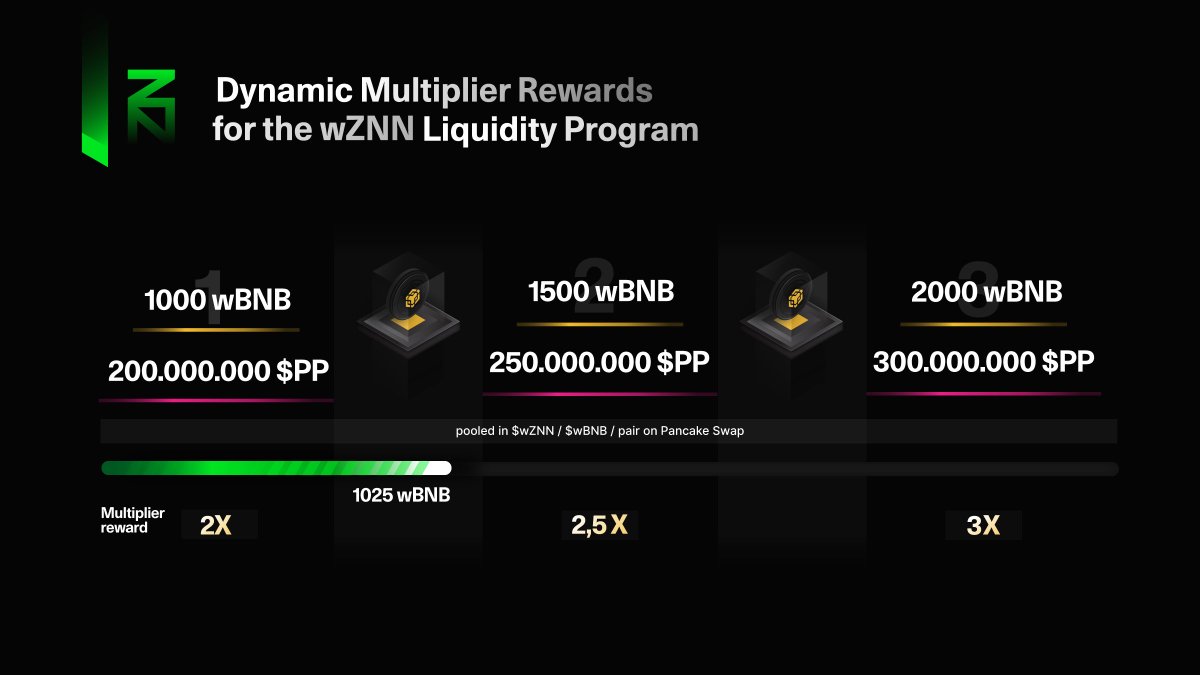 Dynamic Multiplier Rewards
for the wZNN Liquidity Program
1
1000 wBNB
200.000.000 $PP
2
1500 wBNB
250.000.000 $PP
3
2000 wBNB
300.000.000 $PP
pooled in $wZNN / $wBNB / pair on Pancake Swap
1025 wBNB
Multiplier
reward
2X
2,5 X
3X